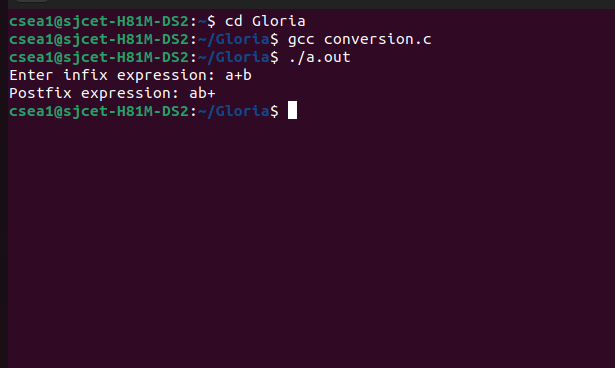 csea1@sjcet-H81M-DS2:~$ cd Gloria
csea1@sjcet-H81M-DS2:~/Gloria$ gcc conversion.c
csea1@sjcet-H81M-DS2:~/Gloria$ ./a.out
Enter infix expression: a+b
Postfix expression: ab+
csea1@sjcet-H81M-DS2:~/Gloria$